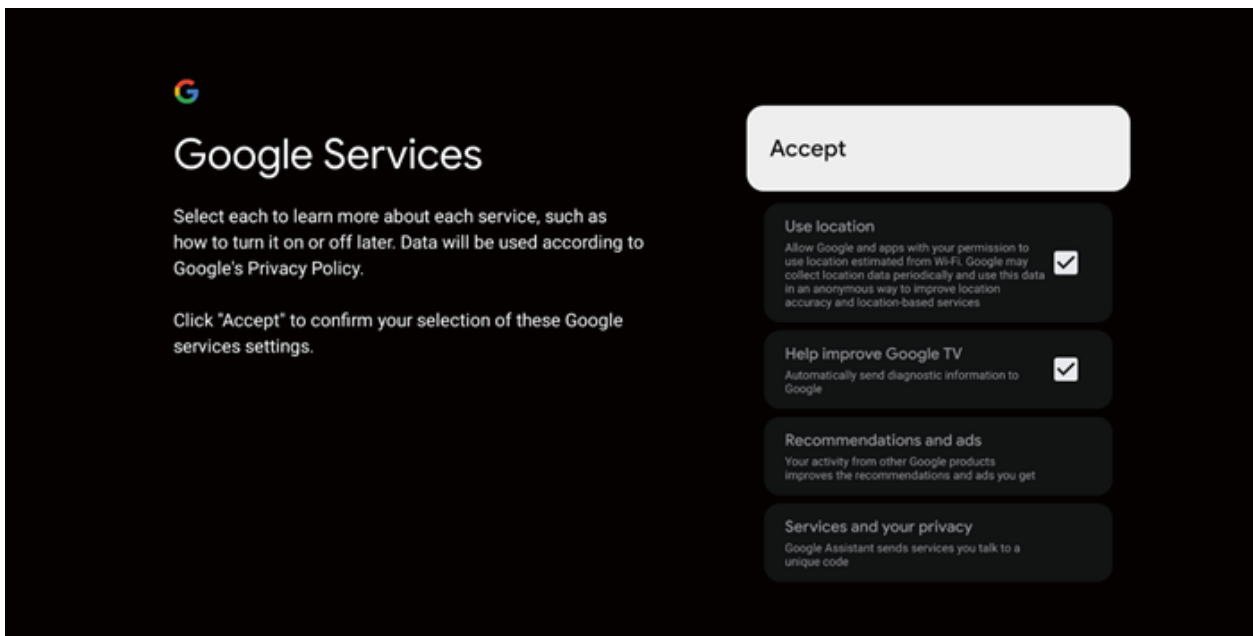 Google Services
Select each to learn more about each service, such as
how to turn it on or off later. Data will be used according to
Google's Privacy Policy.
Click "Accept" to confirm your selection of these Google
services settings.
Accept
Use location
Allow Google and apps with your permission to
use location estimated from Wi-Fi. Google may
collect location data periodically and use this data
in an anonymous way to improve location
accuracy and location-based services
Help improve Google TV
Automatically send diagnostic information to
Google
Recommendations and ads
Your activity from other Google products
improves the recommendations and ads you get
Services and your privacy
Google Assistant sends services you talk to a
unique code